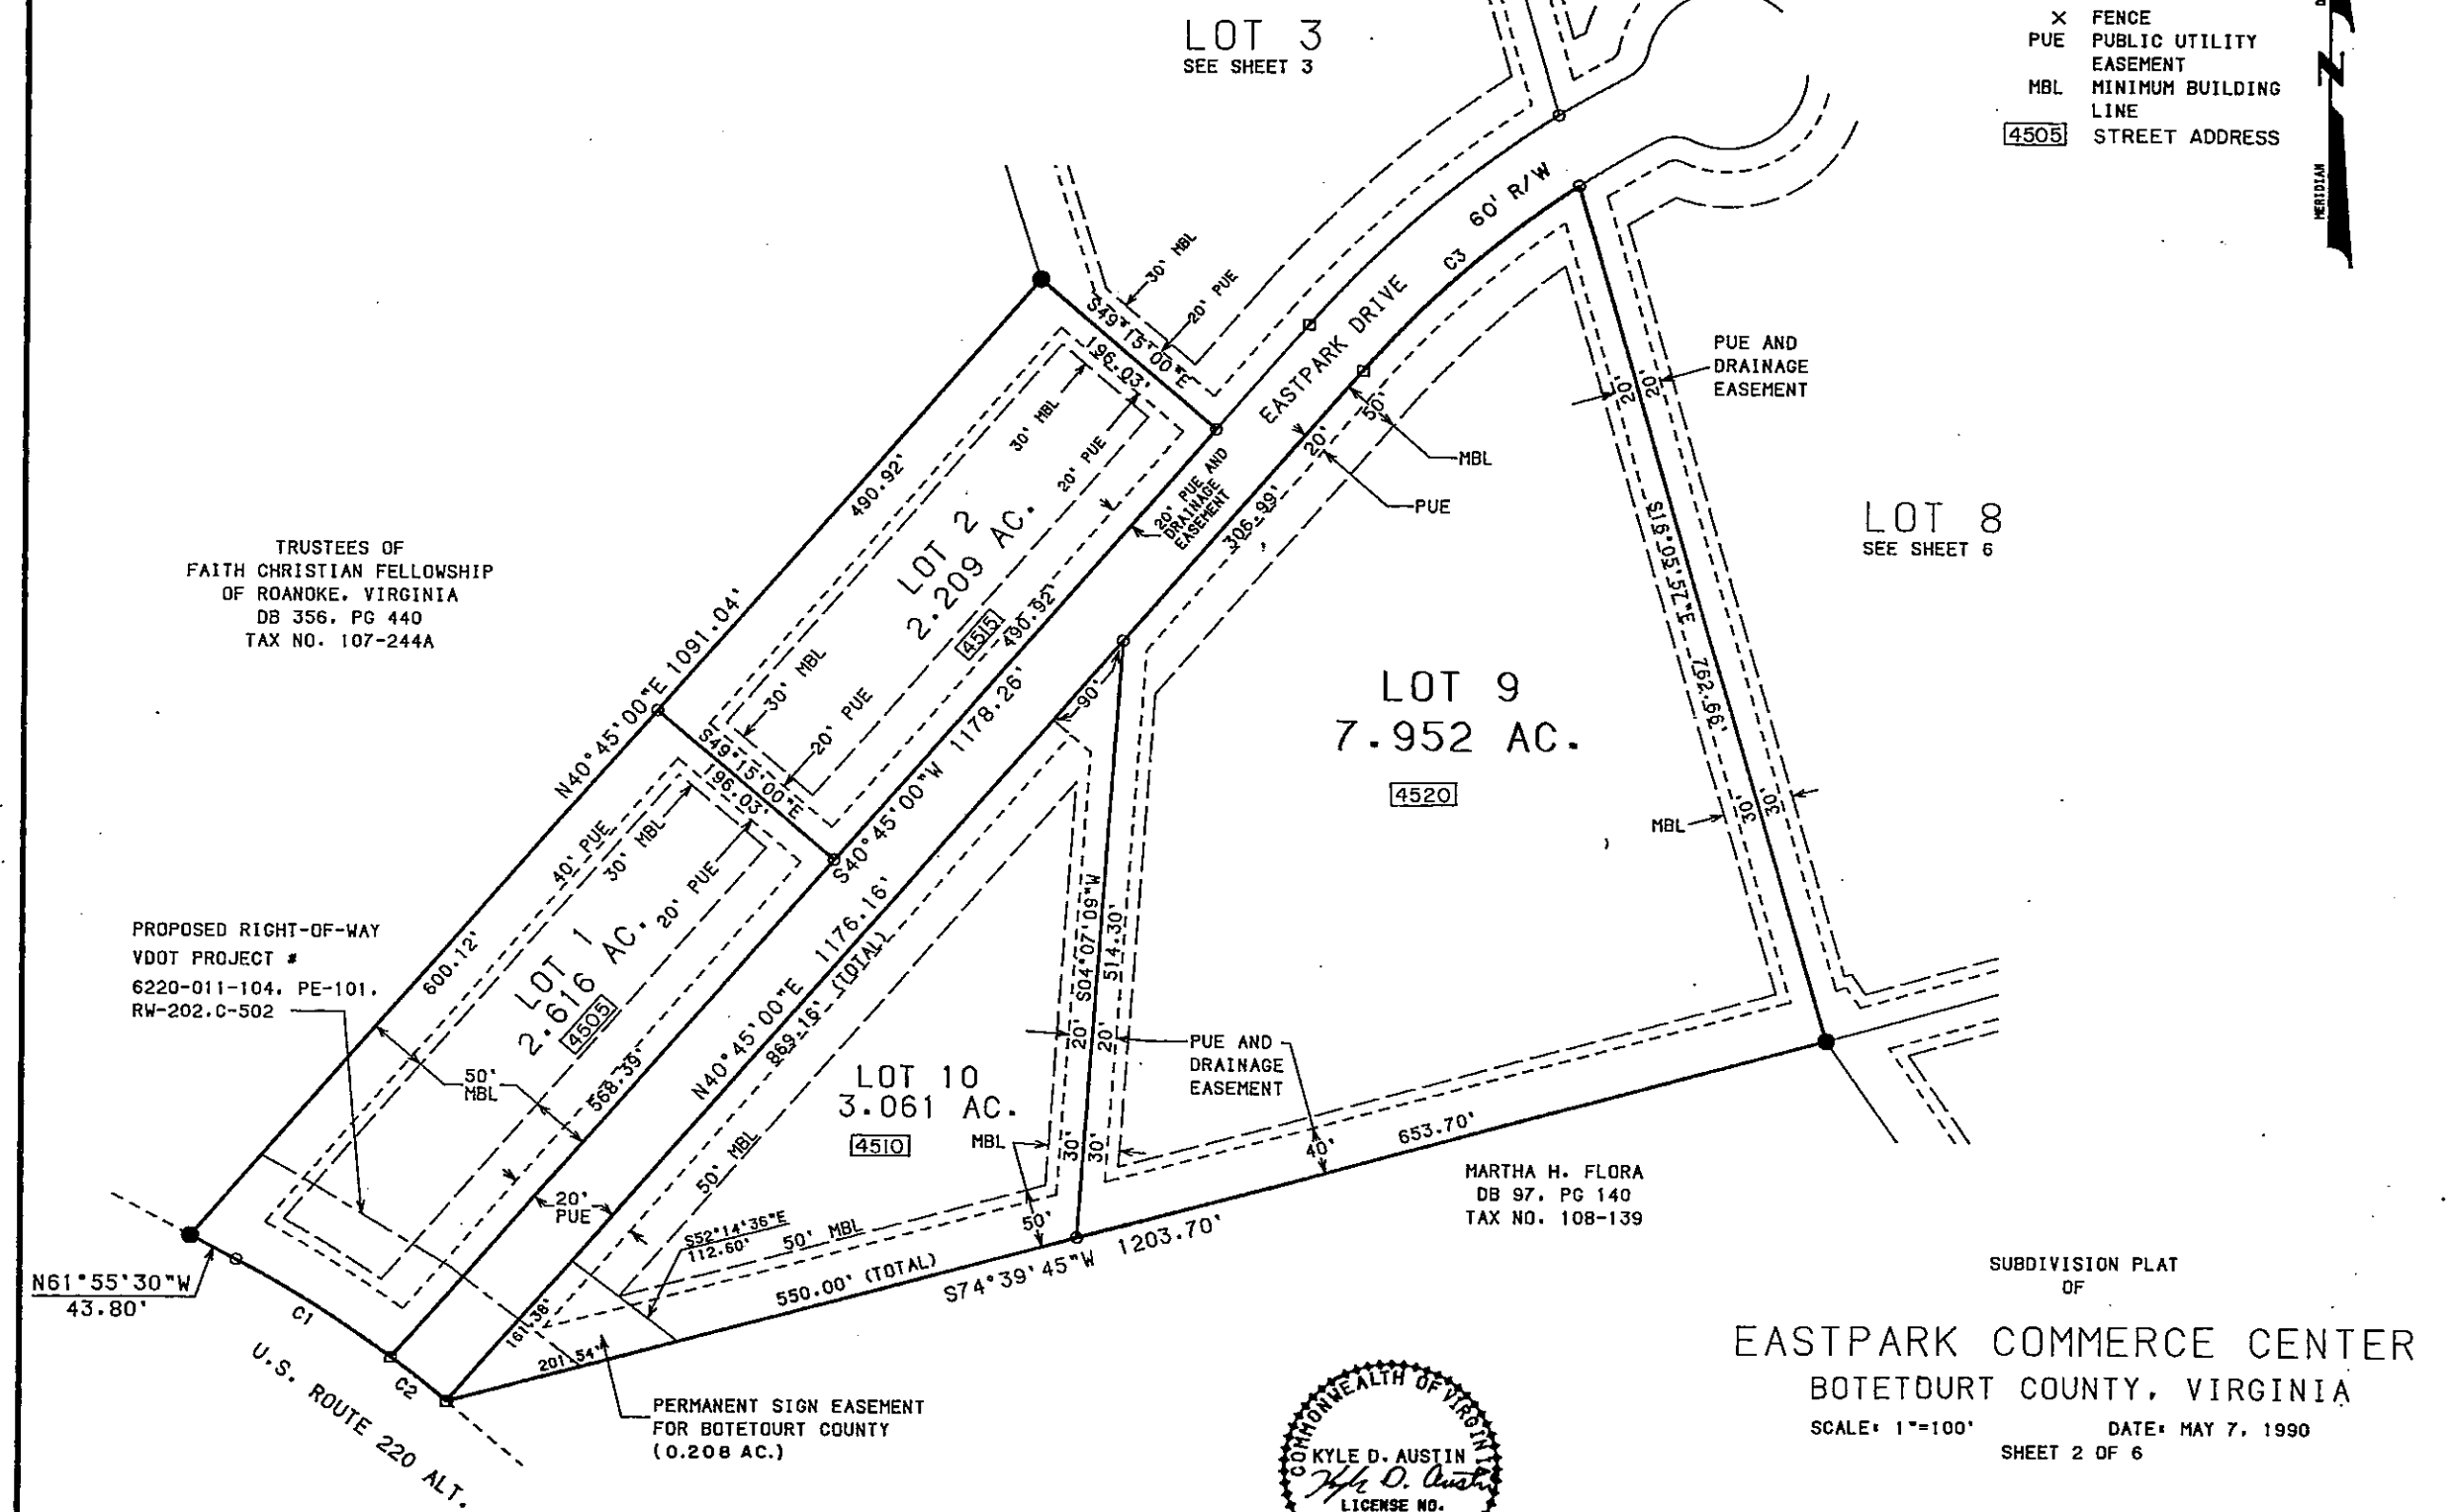 LOT 3
SEE SHEET 3
X FENCE
PUE PUBLIC UTILITY
EASEMENT
MBL MINIMUM BUILDING
LINE
4505 STREET ADDRESS
N
MERIDIAN
60' R/W
C3
EASTPARK DRIVE
30' MBL
20' PUE
S49°15'00"E
196.03'
30' MBL
20' PUE
490.92'
LOT 2
2.209 AC.
4515
490.92'
30' MBL
20' PUE
20' PUE AND
DRAINAGE
EASEMENT
50'
MBL
20'
PUE
306.99'
PUE AND
DRAINAGE
EASEMENT
20'
20'
S16°05'57"E
762.66'
LOT 8
SEE SHEET 6
TRUSTEES OF
FAITH CHRISTIAN FELLOWSHIP
OF ROANOKE, VIRGINIA
DB 356, PG 440
TAX NO. 107-244A
N40°45'00"E 1091.04'
S49°15'00"E
196.03'
S40°45'00"W 1178.26'
90'
LOT 9
7.952 AC.
4520
MBL
30'
30'
40' PUE
30' MBL
20' PUE
600.12'
LOT 1
2.616 AC.
4505
568.39'
50'
MBL
PROPOSED RIGHT-OF-WAY
VDOT PROJECT #
6220-011-104, PE-101,
RW-202,C-502
N40°45'00"E 1176.16'
869.16' (TOTAL)
S04°07'09"W
514.30'
20'
20'
PUE AND
DRAINAGE
EASEMENT
LOT 10
3.061 AC.
4510
MBL
30'
30'
50' MBL
20'
PUE
S52°14'36"E
112.60'
50' MBL
50'
40'
653.70'
MARTHA H. FLORA
DB 97, PG 140
TAX NO. 108-139
550.00' (TOTAL)
S74°39'45"W 1203.70'
161.38'
201.54'
N61°55'30"W
43.80'
C1
C2
U.S. ROUTE 220 ALT.
PERMANENT SIGN EASEMENT
FOR BOTETOURT COUNTY
(0.208 AC.)
COMMONWEALTH OF VIRGINIA
KYLE D. AUSTIN
Kyle D. Austin
LICENSE NO.
SUBDIVISION PLAT
OF
EASTPARK COMMERCE CENTER
BOTETOURT COUNTY, VIRGINIA
SCALE: 1"=100' DATE: MAY 7, 1990
SHEET 2 OF 6